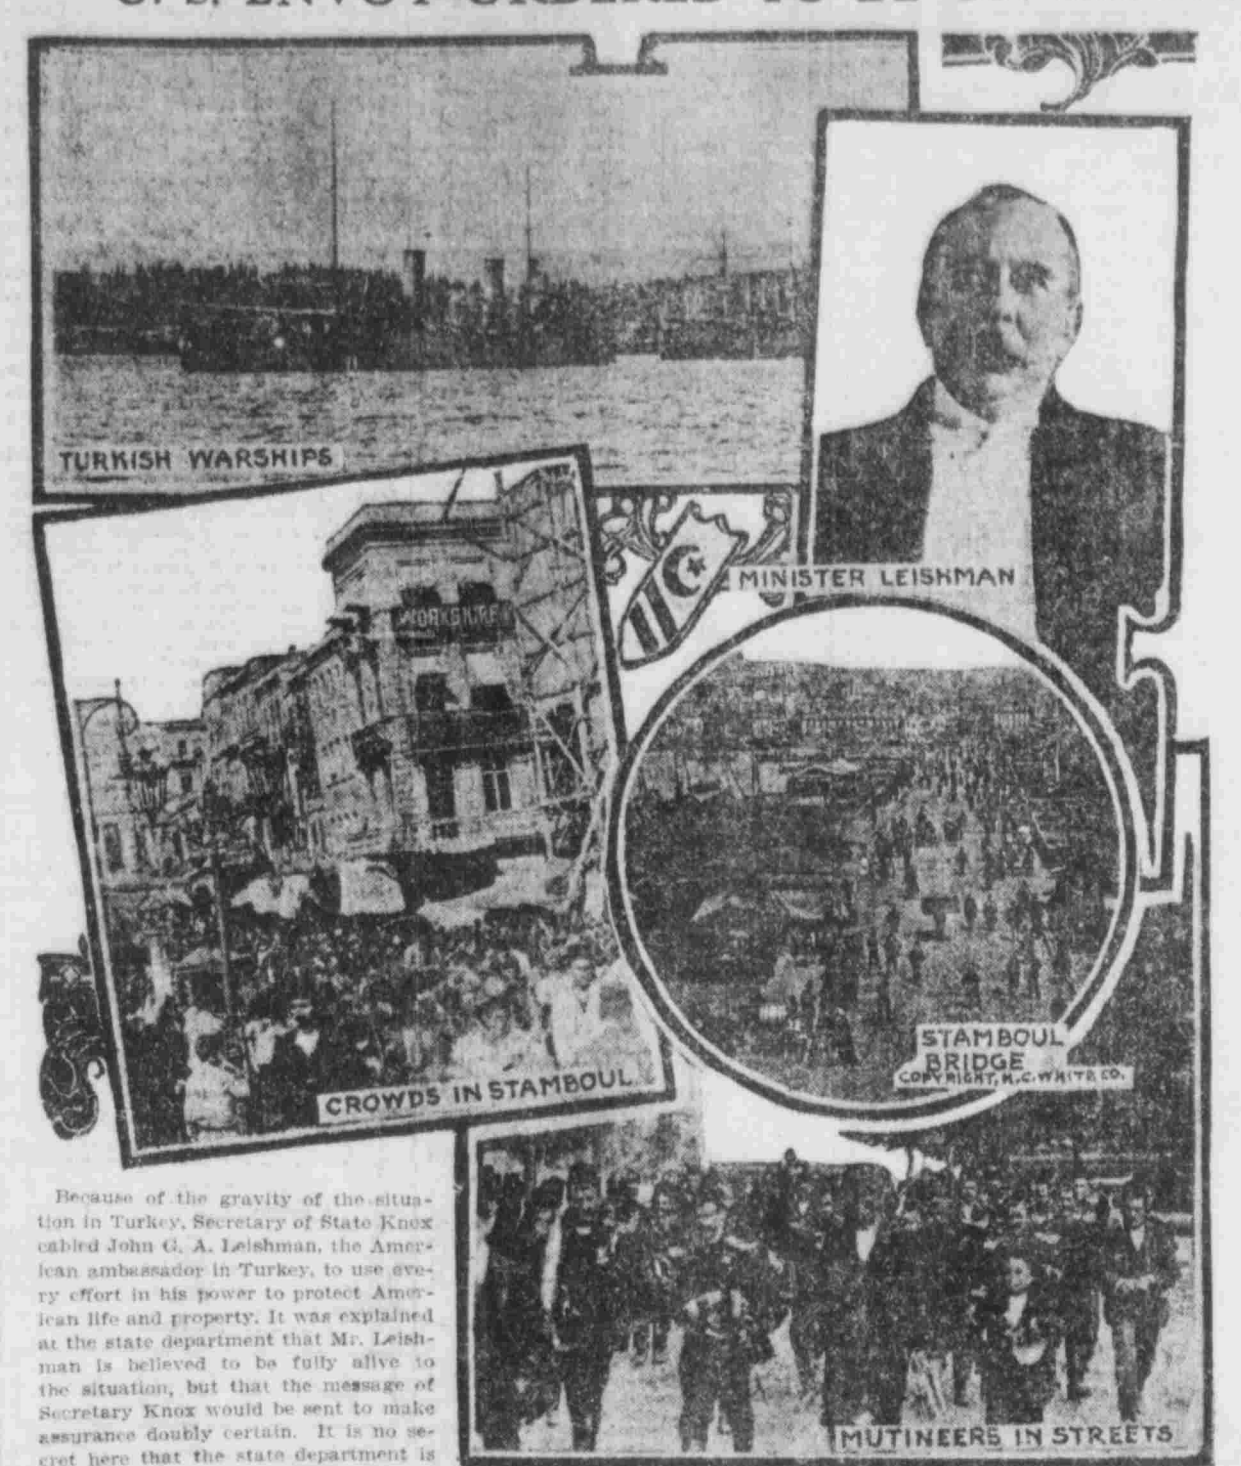 TURKISH WARSHIPS
MINISTER LEISHMAN
WORKSHIRE
CROWDS IN STAMBOUL
STAMBOUL
BRIDGE
COPYRIGHT, H. C. WHITE CO.
MUTINEERS IN STREETS
Because of the gravity of the situa-
tion in Turkey, Secretary of State Knox
cabled John G. A. Leishman, the Amer-
ican ambassador in Turkey, to use eve-
ry effort in his power to protect Amer-
ican life and property. It was explained
at the state department that Mr. Leish-
man is believed to be fully alive to
the situation, but that the message of
Secretary Knox would be sent to make
assurance doubly certain. It is no se-
cret here that the state department is